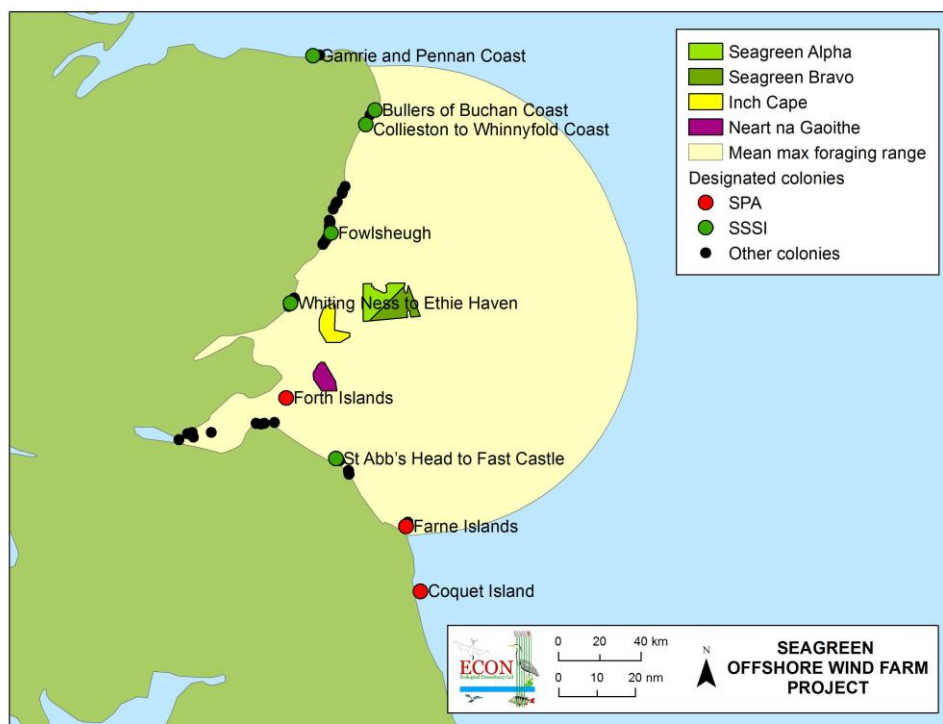 Gamrie and Pennan Coast
Bullers of Buchan Coast
Collieston to Whinnyfold Coast
Fowlsheugh
Whiting Ness to Ethie Haven
Forth Islands
St Abb's Head to Fast Castle
Farne Islands
Coquet Island
Seagreen Alpha
Seagreen Bravo
Inch Cape
Neart na Gaoithe
Mean max foraging range
Designated colonies
SPA
SSSI
Other colonies
ECON
Ecological Consultancy Ltd
0 20 40 km
0 10 20 nm
N
SEAGREEN
OFFSHORE WIND FARM
PROJECT